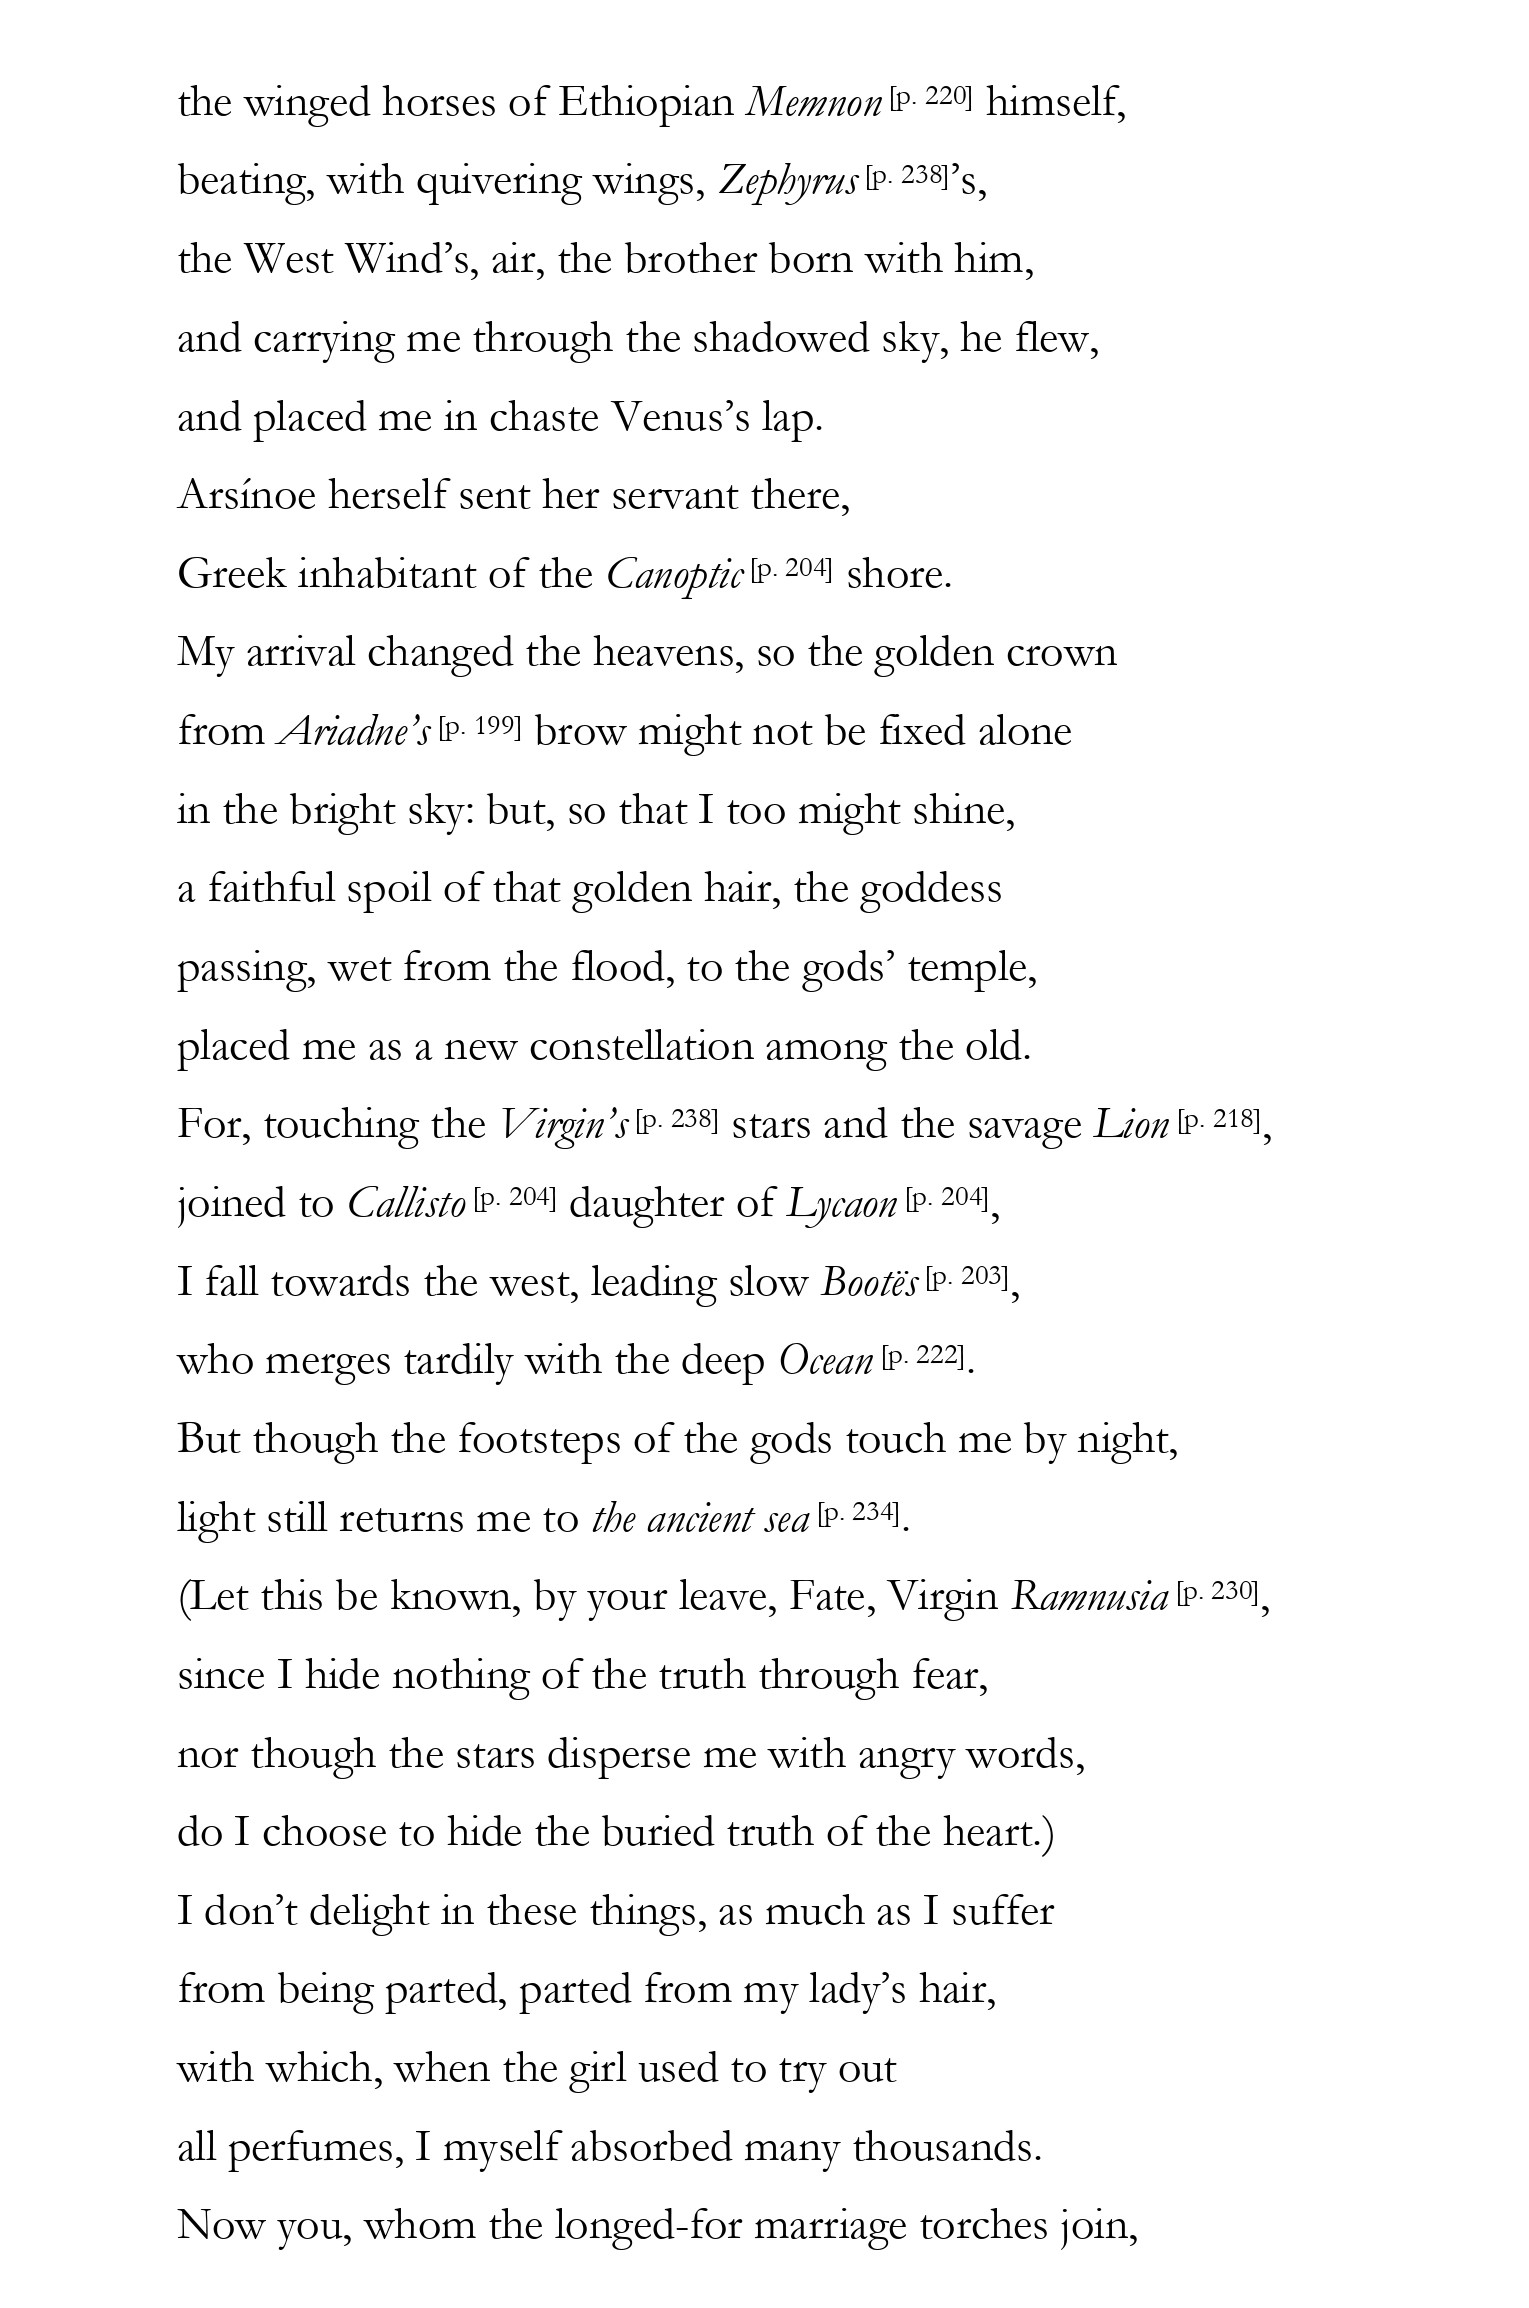 the winged horses of Ethiopian Memnon [p. 220] himself,
beating, with quivering wings, Zephyrus [p. 238]’s,
the West Wind’s, air, the brother born with him,
and carrying me through the shadowed sky, he flew,
and placed me in chaste Venus’s lap.
Arsínoe herself sent her servant there,
Greek inhabitant of the Canoptic [p. 204] shore.
My arrival changed the heavens, so the golden crown
from Ariadne’s [p. 199] brow might not be fixed alone
in the bright sky: but, so that I too might shine,
a faithful spoil of that golden hair, the goddess
passing, wet from the flood, to the gods’ temple,
placed me as a new constellation among the old.
For, touching the Virgin’s [p. 238] stars and the savage Lion [p. 218],
joined to Callisto [p. 204] daughter of Lycaon [p. 204],
I fall towards the west, leading slow Bootës [p. 203],
who merges tardily with the deep Ocean [p. 222].
But though the footsteps of the gods touch me by night,
light still returns me to the ancient sea [p. 234].
(Let this be known, by your leave, Fate, Virgin Ramnusia [p. 230],
since I hide nothing of the truth through fear,
nor though the stars disperse me with angry words,
do I choose to hide the buried truth of the heart.)
I don’t delight in these things, as much as I suffer
from being parted, parted from my lady’s hair,
with which, when the girl used to try out
all perfumes, I myself absorbed many thousands.
Now you, whom the longed-for marriage torches join,